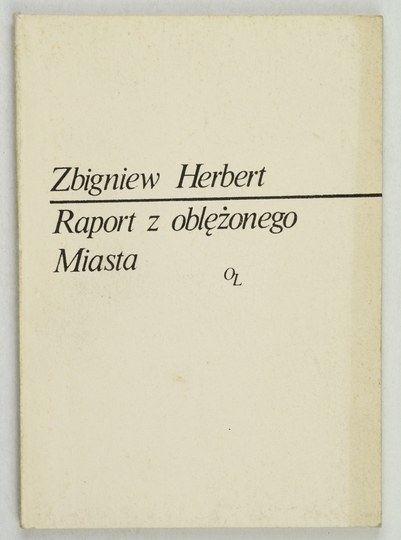 Zbigniew Herbert
Raport z oblężonego
Miasta
OL